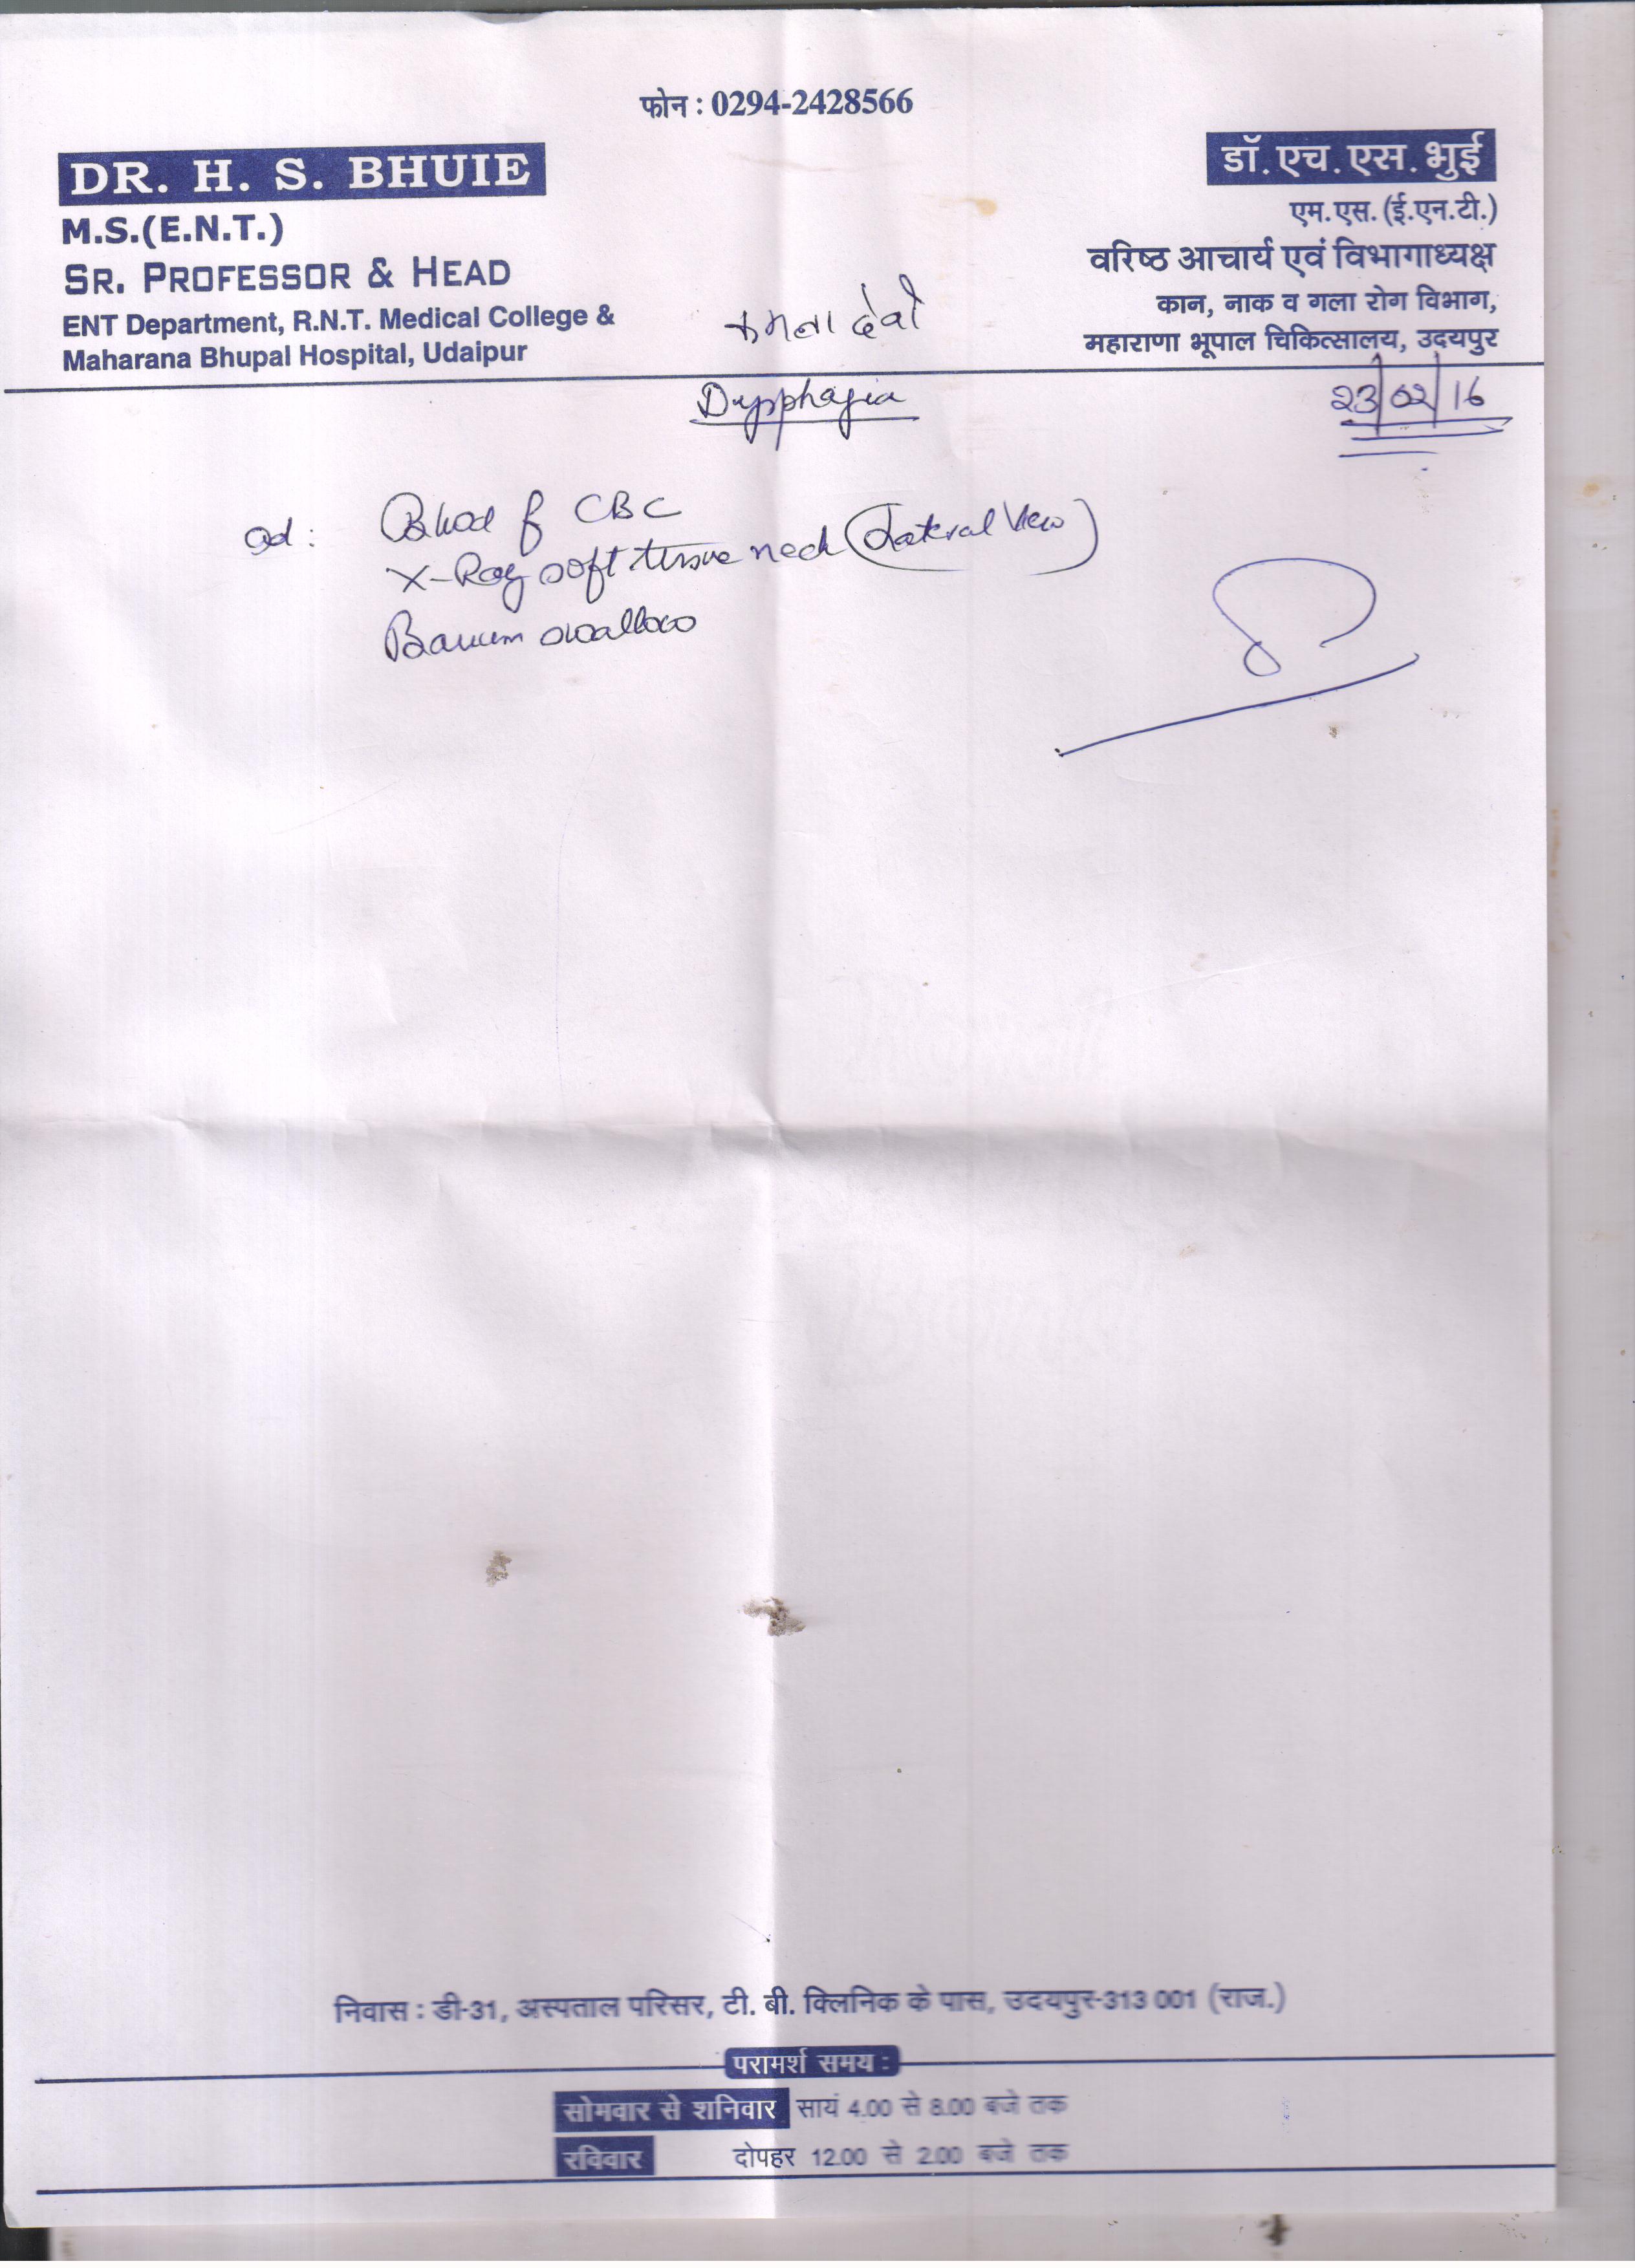 फोन : 0294-2428566
DR. H. S. BHUIE
M.S.(E.N.T.)
SR. PROFESSOR & HEAD
ENT Department, R.N.T. Medical College &
Maharana Bhupal Hospital, Udaipur
डॉ. एच. एस. भुई
एम. एस. (ई.एन.टी.)
वरिष्ठ आचार्य एवं विभागाध्यक्ष
कान, नाक व गला रोग विभाग,
महाराणा भूपाल चिकित्सालय, उदयपुर
देवी
23/02/16
Dysphagia
ad : Blood f CBC
X-Ray soft tissue neck (Lateral View)
Barium swallow
निवास : डी-31, अस्पताल परिसर, टी. बी. क्लिनिक के पास, उदयपुर-313 001 (राज.)
परामर्श समय :
सोमवार से शनिवार सायं 4.00 से 8.00 बजे तक
रविवार दोपहर 12.00 से 2.00 बजे तक